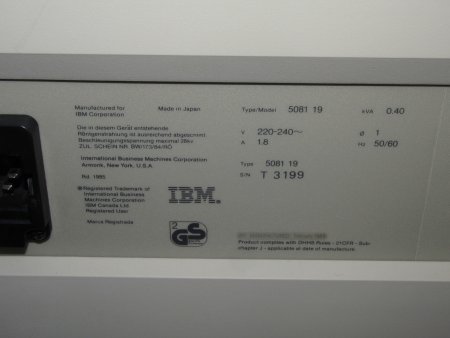 Manufactured for
IBM Corporation
Made in Japan
Type/Model 5081 19
kVA 0.40
Die in diesem Gerät entstehende
Röntgenstrahlung ist ausreichend abgeschirmt.
Beschleunigungsspannung maximal 28kv
ZUL. SCHEIN NR. BW/173/84/RÖ
V 220-240~
Ø 1
A 1.8
Hz 50/60
International Business Machines Corporation
Armonk, New York, U.S.A.
Type 5081 19
S/N T 3199
Rd. 1985
® Registered Trademark of
International Business
Machines Corporation
IBM Canada Ltd
Registered User
IBM.
Marca Registrada
2
GS
Product complies with DHHS Rules - 21CFR - Sub-
chapter J - applicable at date of manufacture